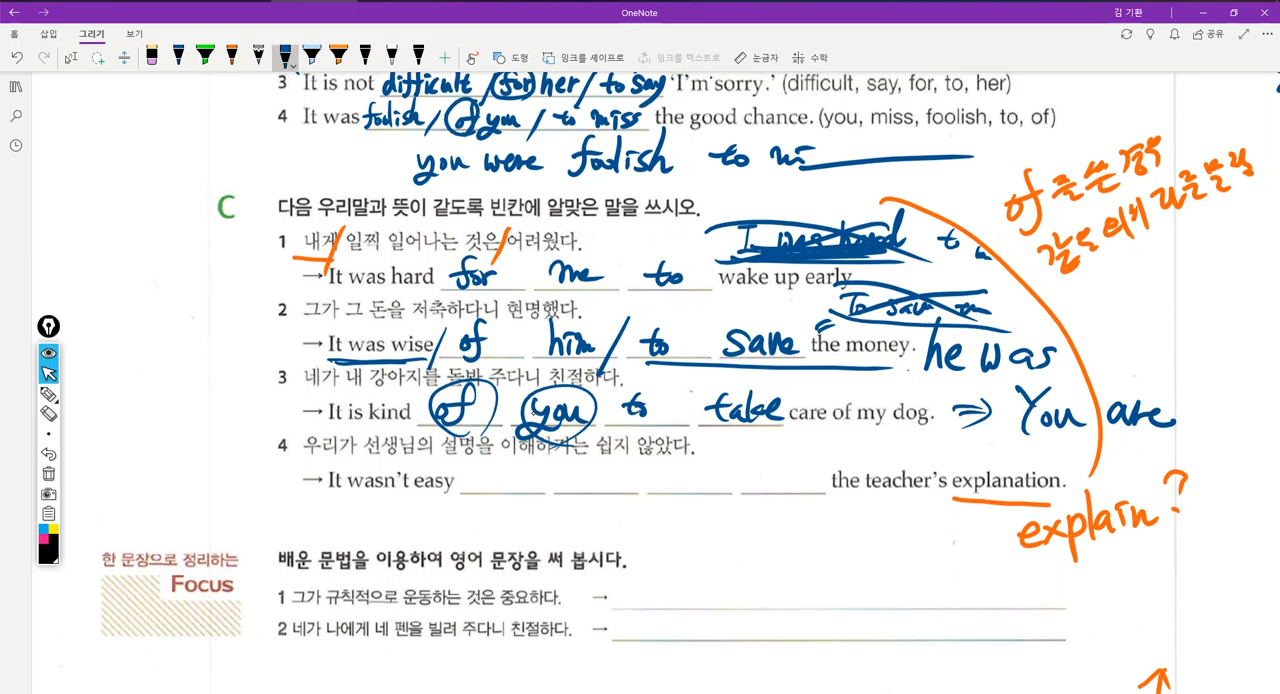 OneNote
김 기환
홈 삽입 그리기 보기
공유
도형 잉크를 셰이프로 잉크를 텍스트로 눈금자 수학
3 It is not difficult / for her / to say 'I'm sorry.' (difficult, say, for, to, her)
4 It was foolish / of you / to miss the good chance. (you, miss, foolish, to, of)
you were foolish to mi
of 를 쓴 경우
C 다음 우리말과 뜻이 같도록 빈칸에 알맞은 말을 쓰시오.
1 내게 일찍 일어나는 것은 어려웠다.
I was hard t
→ It was hard for me to wake up early
2 그가 그 돈을 저축하다니 현명했다.
To save
→ It was wise / of him / to save the money. he was
3 네가 내 강아지를 돌봐 주다니 친절하다.
→ It is kind of you to take care of my dog. ⇒ You are
4 우리가 선생님의 설명을 이해하기는 쉽지 않았다.
→ It wasn't easy ____ ____ ____ ____ the teacher's explanation.
explain?
한 문장으로 정리하는
Focus
배운 문법을 이용하여 영어 문장을 써 봅시다.
1 그가 규칙적으로 운동하는 것은 중요하다. →
2 네가 나에게 네 펜을 빌려 주다니 친절하다. →